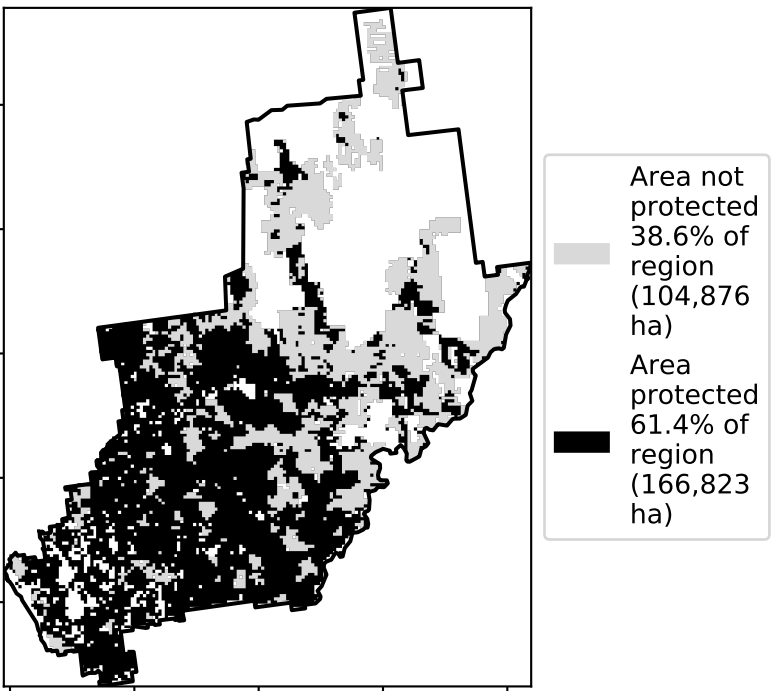 Area not
protected
38.6% of
region
(104,876
ha)
Area
protected
61.4% of
region
(166,823
ha)